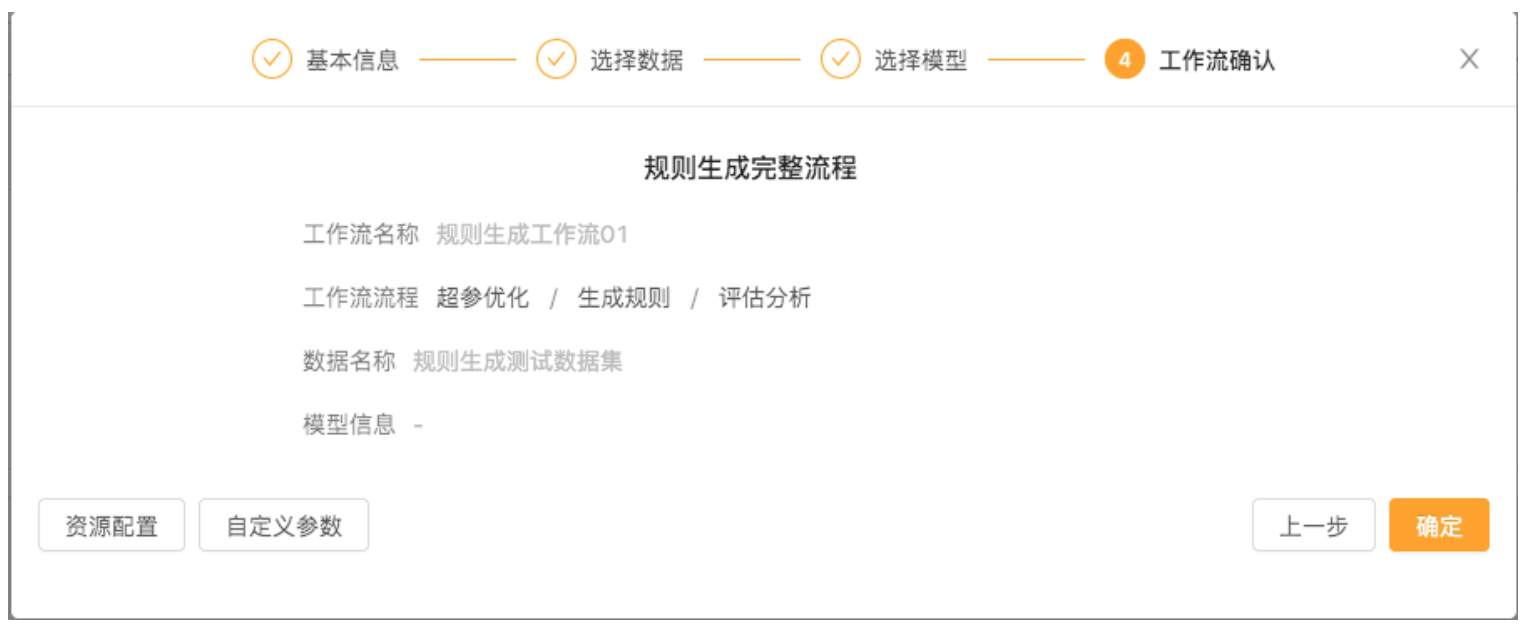 基本信息 选择数据 选择模型 4 工作流确认
规则生成完整流程
工作流名称 规则生成工作流01
工作流流程 超参优化 / 生成规则 / 评估分析
数据名称 规则生成测试数据集
模型信息 -
资源配置 自定义参数 上一步 确定